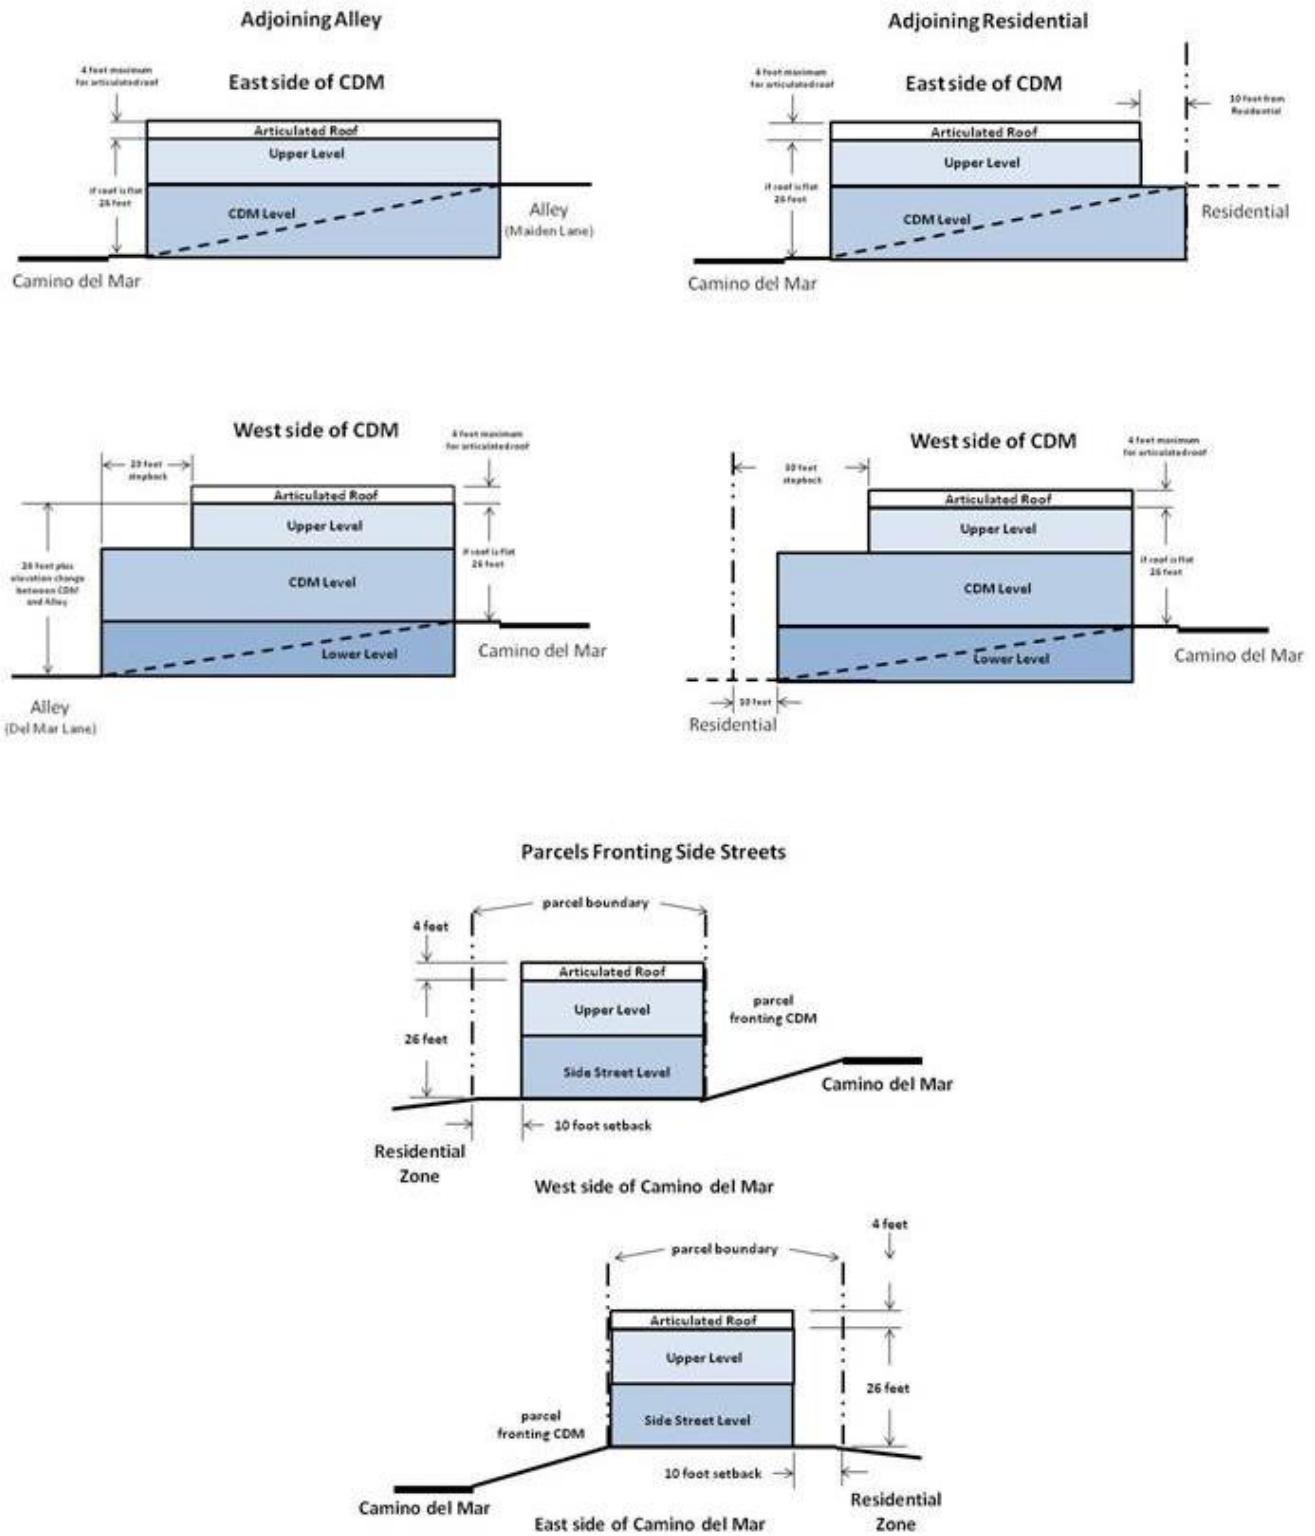 Adjoining Alley
4 foot maximum
for articulated roof
East side of CDM
Articulated Roof
Upper Level
if roof is flat
26 feet
CDM Level
Alley
(Maiden Lane)
Camino del Mar
Adjoining Residential
4 foot maximum
for articulated roof
East side of CDM
10 feet from
Residential
Articulated Roof
Upper Level
if roof is flat
26 feet
CDM Level
Residential
Camino del Mar
West side of CDM
4 foot maximum
for articulated roof
20 foot
stepback
Articulated Roof
Upper Level
if roof is flat
26 feet
26 feet plus
elevation change
between CDM
and Alley
CDM Level
Lower Level
Camino del Mar
Alley
(Del Mar Lane)
West side of CDM
4 foot maximum
for articulated roof
foot
stepback
Articulated Roof
Upper Level
if roof is flat
26 feet
CDM Level
Lower Level
Camino del Mar
10 feet
Residential
Parcels Fronting Side Streets
parcel boundary
4 feet
Articulated Roof
Upper Level
parcel
fronting CDM
26 feet
Side Street Level
Camino del Mar
10 foot setback
Residential
Zone
West side of Camino del Mar
4 feet
parcel boundary
Articulated Roof
Upper Level
26 feet
Side Street Level
parcel
fronting CDM
10 foot setback
Camino del Mar
Residential
Zone
East side of Camino del Mar